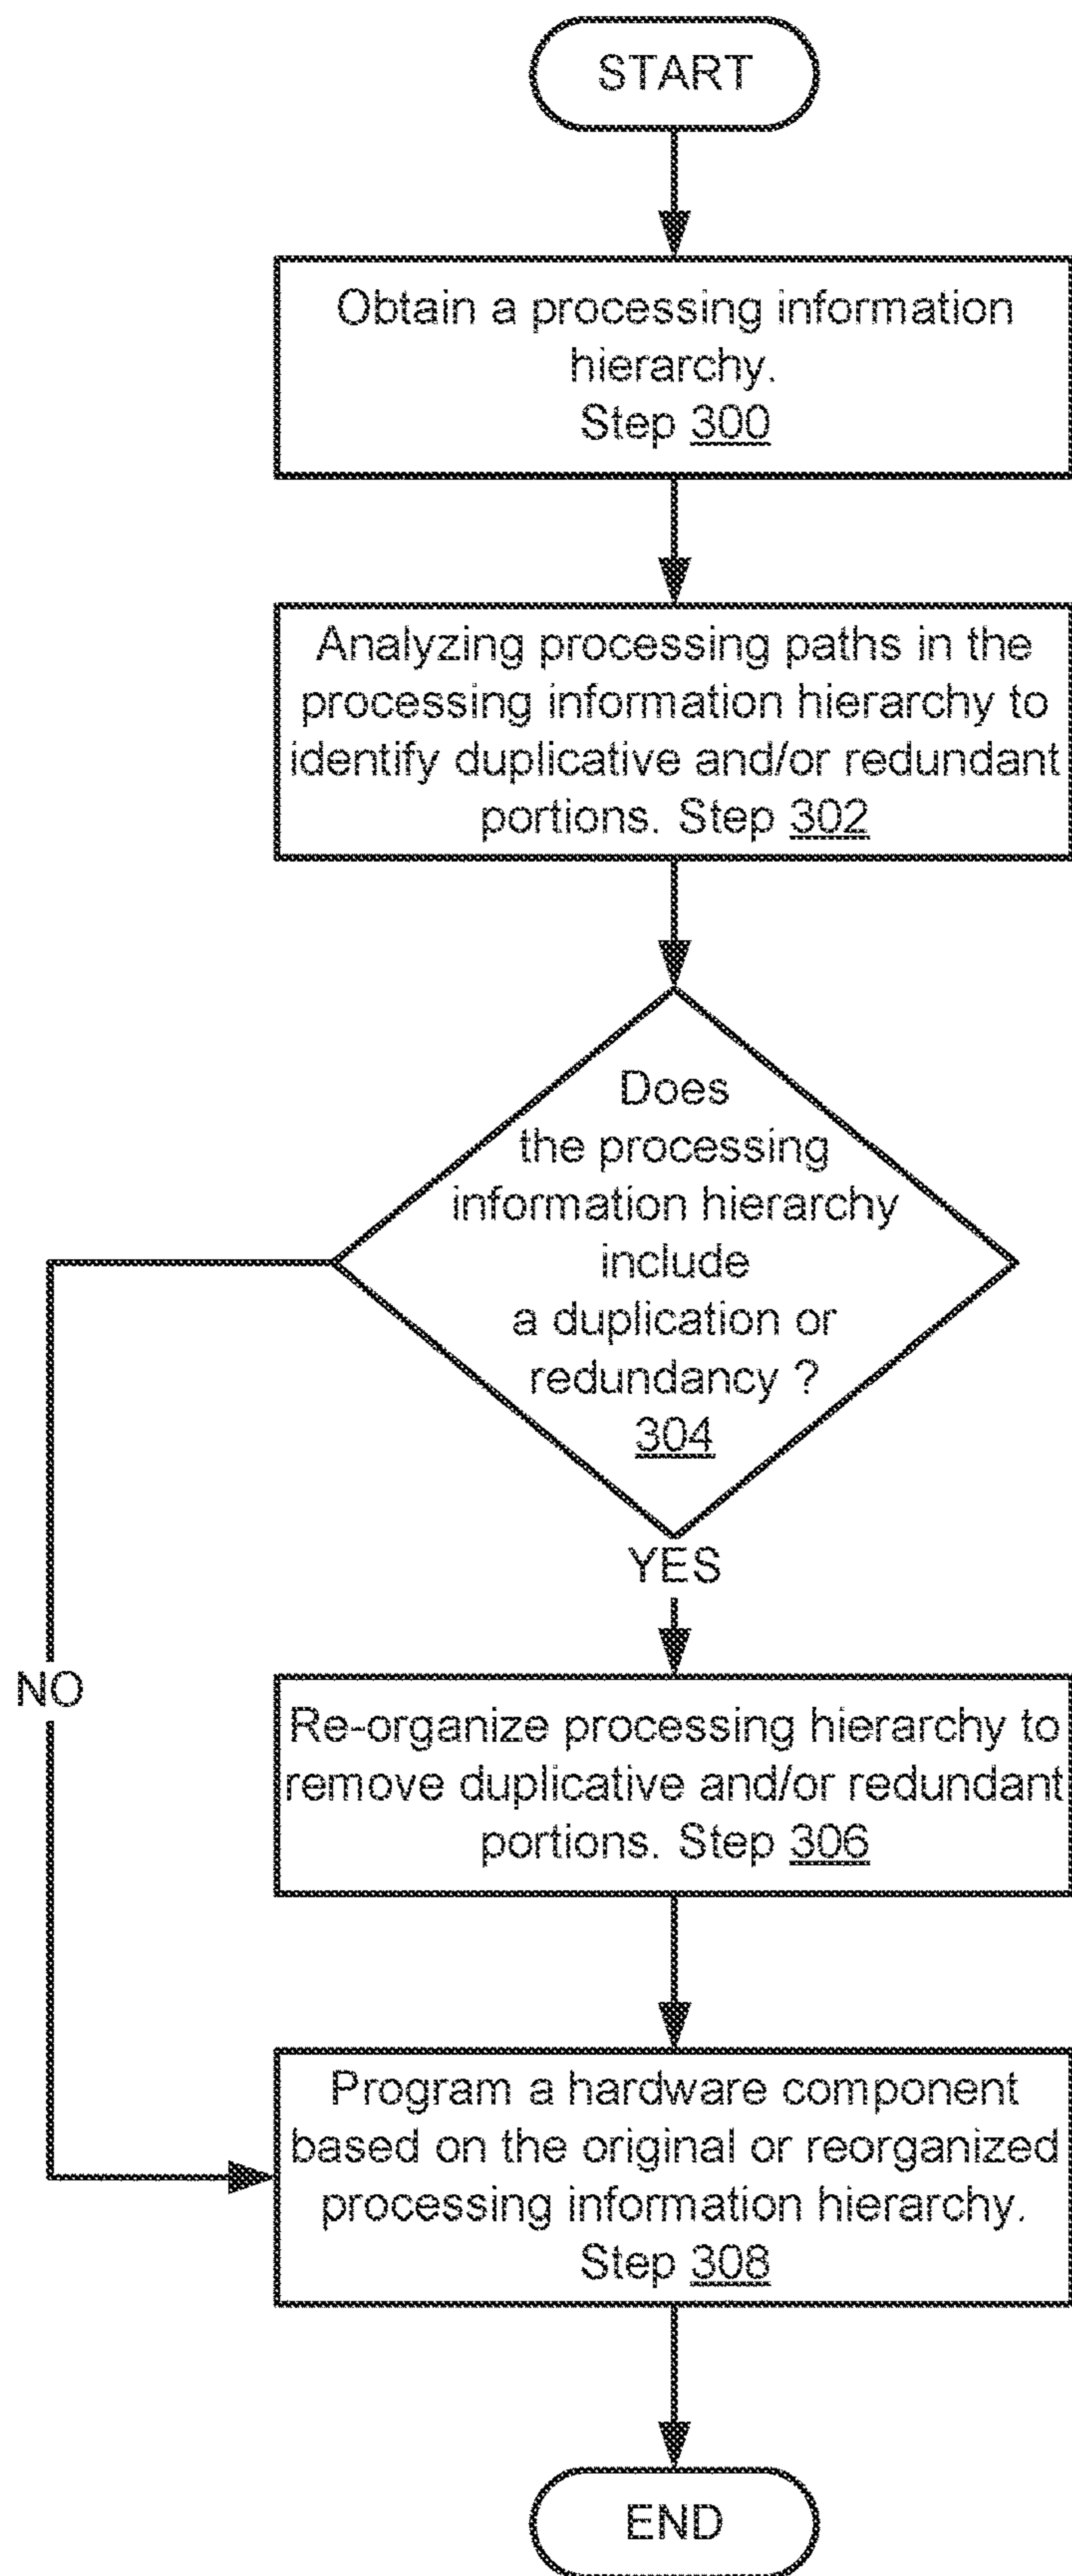 START
Obtain a processing information
hierarchy.
Step 300
Analyzing processing paths in the
processing information hierarchy to
identify duplicative and/or redundant
portions. Step 302
Does
the processing
information hierarchy
include
a duplication or
redundancy ?
304
YES
NO
Re-organize processing hierarchy to
remove duplicative and/or redundant
portions. Step 306
Program a hardware component
based on the original or reorganized
processing information hierarchy.
Step 308
END